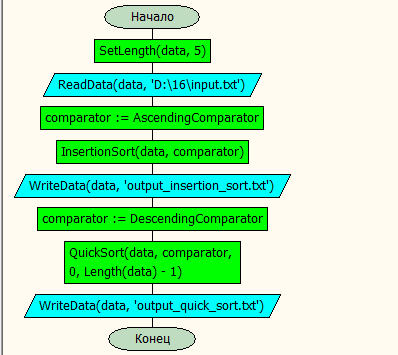 Начало
SetLength(data, 5)
ReadData(data, 'D:\16\input.txt')
comparator := AscendingComparator
InsertionSort(data, comparator)
WriteData(data, 'output_insertion_sort.txt')
comparator := DescendingComparator
QuickSort(data, comparator,
0, Length(data) - 1)
WriteData(data, 'output_quick_sort.txt')
Конец